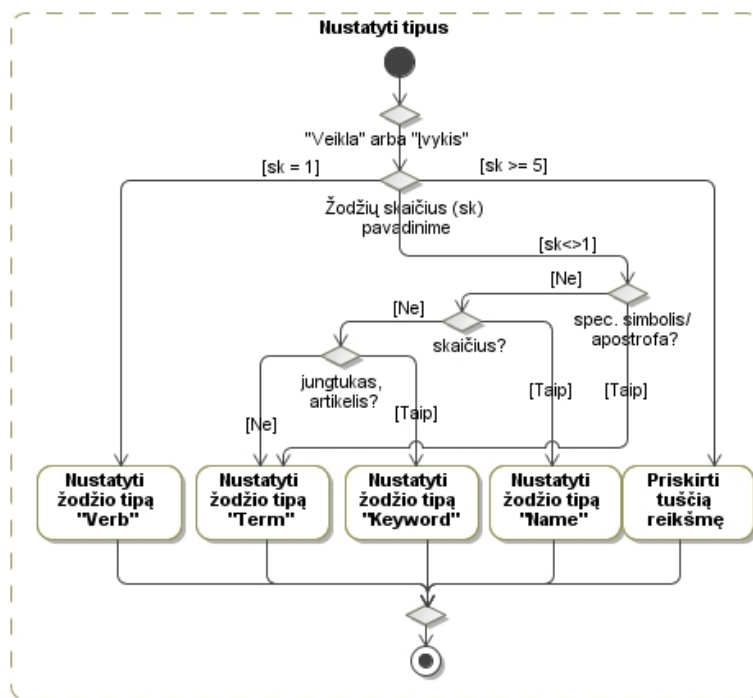 Nustatyti tipus
"Veikla" arba "Įvykis"
[sk = 1]
[sk >= 5]
Žodžių skaičius (sk)
pavadinime
[sk<>1]
[Ne]
[Ne]
spec. simbolis/
apostrofa?
skaičius?
jungtukas,
artikelis?
[Taip]
[Taip]
[Taip]
[Ne]
Nustatyti
žodžio tipą
"Verb"
Nustatyti
žodžio tipą
"Term"
Nustatyti
žodžio tipą
"Keyword"
Nustatyti
žodžio tipą
"Name"
Priskirti
tuščią
reikšmę